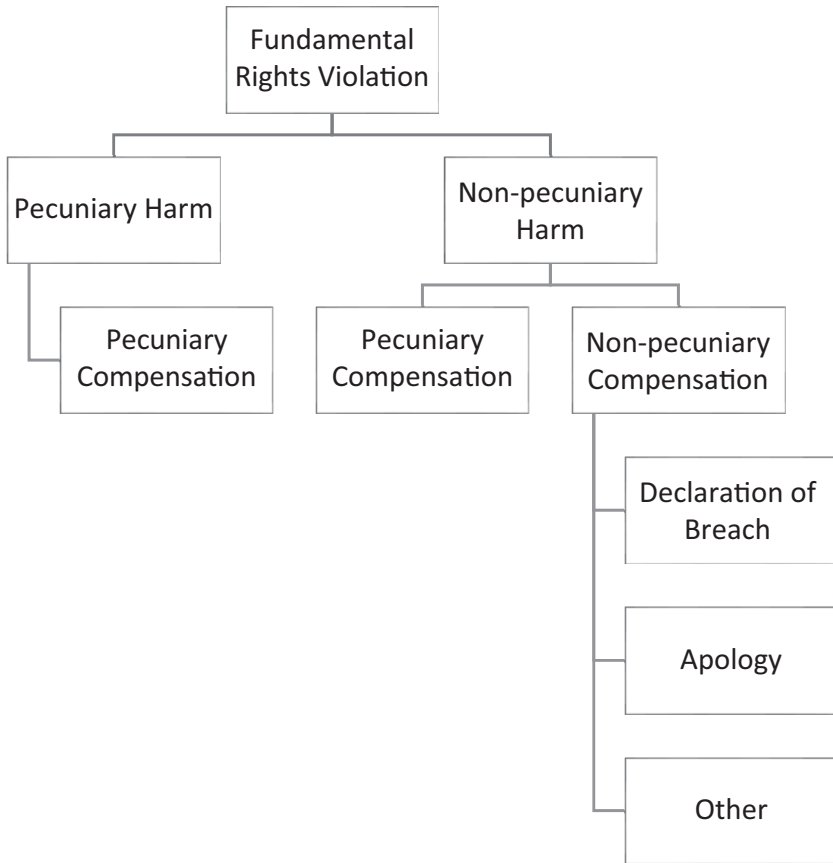 Fundamental
Rights Violation
Pecuniary Harm
Non-pecuniary
Harm
Pecuniary
Compensation
Pecuniary
Compensation
Non-pecuniary
Compensation
Declaration of
Breach
Apology
Other